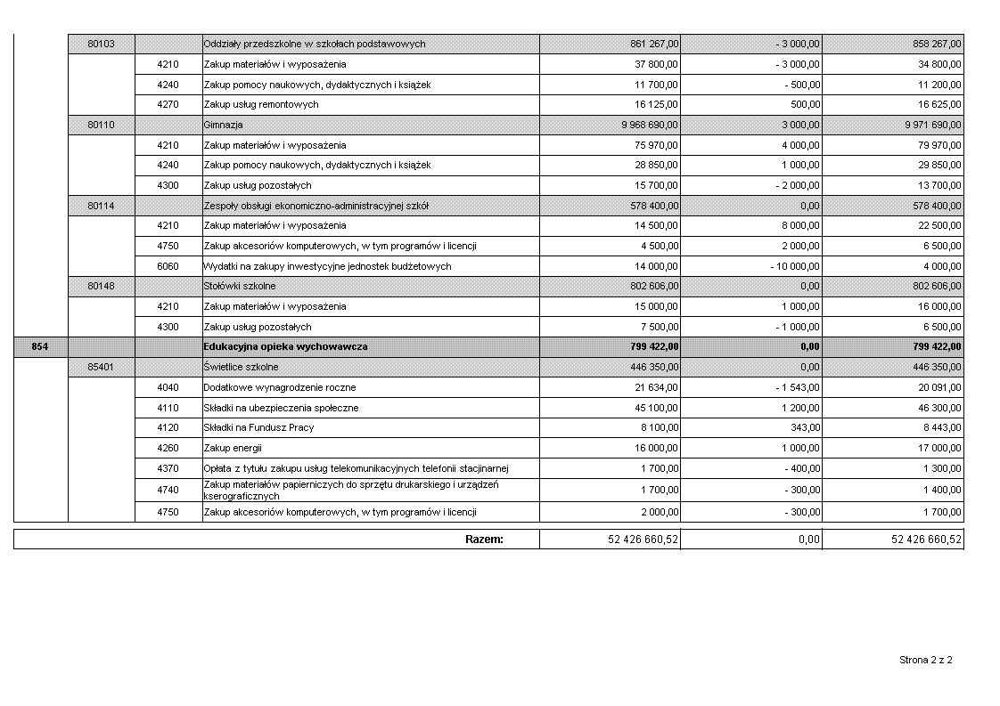 80103 Oddziały przedszkolne w szkołach podstawowych 861 267,00 - 3 000,00 858 267,00
4210 Zakup materiałów i wyposażenia 37 800,00 - 3 000,00 34 800,00
4240 Zakup pomocy naukowych, dydaktycznych i książek 11 700,00 - 500,00 11 200,00
4270 Zakup usług remontowych 16 125,00 500,00 16 625,00
80110 Gimnazja 9 968 690,00 3 000,00 9 971 690,00
4210 Zakup materiałów i wyposażenia 75 970,00 4 000,00 79 970,00
4240 Zakup pomocy naukowych, dydaktycznych i książek 28 850,00 1 000,00 29 850,00
4300 Zakup usług pozostałych 15 700,00 - 2 000,00 13 700,00
80114 Zespoły obsługi ekonomiczno-administracyjnej szkół 578 400,00 0,00 578 400,00
4210 Zakup materiałów i wyposażenia 14 500,00 8 000,00 22 500,00
4750 Zakup akcesoriów komputerowych, w tym programów i licencji 4 500,00 2 000,00 6 500,00
6060 Wydatki na zakupy inwestycyjne jednostek budżetowych 14 000,00 - 10 000,00 4 000,00
80148 Stołówki szkolne 802 606,00 0,00 802 606,00
4210 Zakup materiałów i wyposażenia 15 000,00 1 000,00 16 000,00
4300 Zakup usług pozostałych 7 500,00 - 1 000,00 6 500,00
854 Edukacyjna opieka wychowawcza 799 422,00 0,00 799 422,00
85401 Świetlice szkolne 446 350,00 0,00 446 350,00
4040 Dodatkowe wynagrodzenie roczne 21 634,00 - 1 543,00 20 091,00
4110 Składki na ubezpieczenia społeczne 45 100,00 1 200,00 46 300,00
4120 Składki na Fundusz Pracy 8 100,00 343,00 8 443,00
4260 Zakup energii 16 000,00 1 000,00 17 000,00
4370 Opłata z tytułu zakupu usług telekomunikacyjnych telefonii stacjinarnej 1 700,00 - 400,00 1 300,00
4740 Zakup materiałów papierniczych do sprzętu drukarskiego i urządzeń
kserograficznych 1 700,00 - 300,00 1 400,00
4750 Zakup akcesoriów komputerowych, w tym programów i licencji 2 000,00 - 300,00 1 700,00
Razem: 52 426 660,52 0,00 52 426 660,52
Strona 2 z 2